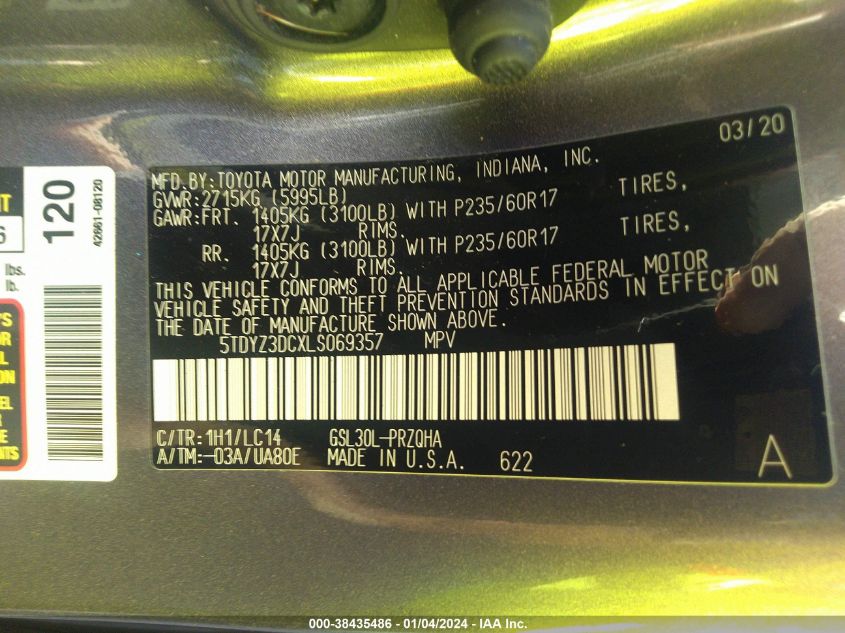 03/20
MFD.BY:TOYOTA MOTOR MANUFACTURING, INDIANA, INC.
GVWR:2715KG (5995LB)
GAWR:FRT. 1405KG (3100LB) WITH P235/60R17 TIRES,
17X7J RIMS.
RR. 1405KG (3100LB) WITH P235/60R17 TIRES,
17X7J RIMS.
THIS VEHICLE CONFORMS TO ALL APPLICABLE FEDERAL MOTOR
VEHICLE SAFETY AND THEFT PREVENTION STANDARDS IN EFFECT ON
THE DATE OF MANUFACTURE SHOWN ABOVE.
5TDYZ3DCXLS069357 MPV
C/TR:1H1/LC14 GSL30L-PRZQHA
A/TM:-03A/UA80E MADE IN U.S.A. 622
A
120
42661-08120
lbs.
lb.
000-38435486 - 01/04/2024 - IAA Inc.